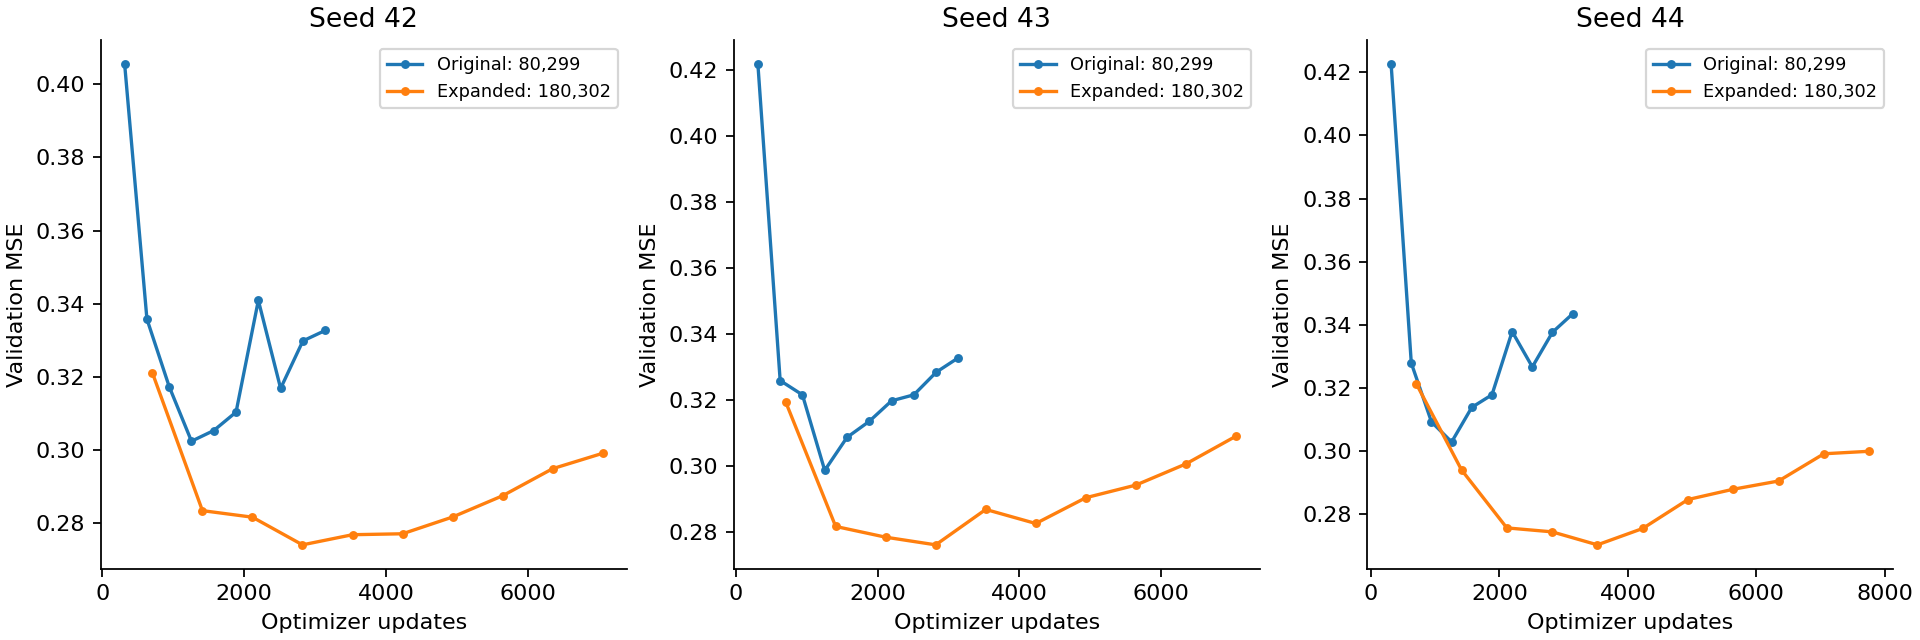 Seed 42
Original: 80,299
Expanded: 180,302
Validation MSE
0.40
0.38
0.36
0.34
0.32
0.30
0.28
0 2000 4000 6000
Optimizer updates
Seed 43
Original: 80,299
Expanded: 180,302
Validation MSE
0.42
0.40
0.38
0.36
0.34
0.32
0.30
0.28
0 2000 4000 6000
Optimizer updates
Seed 44
Original: 80,299
Expanded: 180,302
Validation MSE
0.42
0.40
0.38
0.36
0.34
0.32
0.30
0.28
0 2000 4000 6000 8000
Optimizer updates